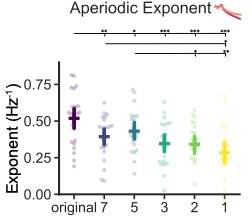 Aperiodic Exponent
** * *** *** ***
* **
Exponent (Hz⁻¹)
0.75
0.50
0.25
0.00
original 7 5 3 2 1